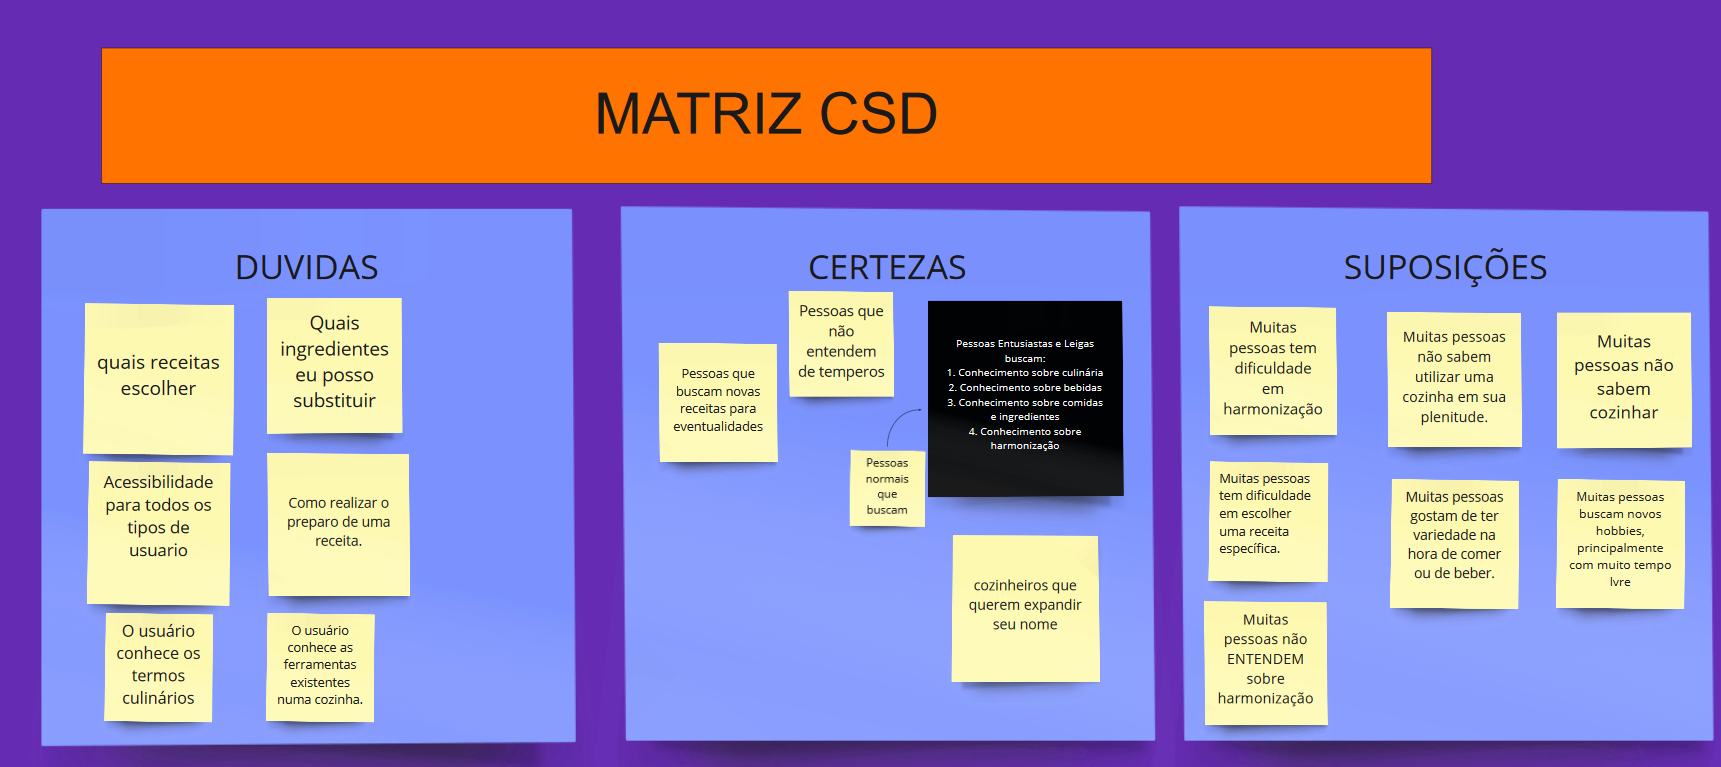 MATRIZ CSD
DUVIDAS
quais receitas
escolher
Quais
ingredientes
eu posso
substituir
Acessibilidade
para todos os
tipos de
usuario
Como realizar o
preparo de uma
receita.
O usuário
conhece os
termos
culinários
O usuário
conhece as
ferramentas
existentes
numa cozinha.
CERTEZAS
Pessoas que
buscam novas
receitas para
eventualidades
Pessoas que
não
entendem
de temperos
Pessoas Entusiastas e Leigas
buscam:
1. Conhecimento sobre culinária
2. Conhecimento sobre bebidas
3. Conhecimento sobre comidas
e ingredientes
4. Conhecimento sobre
harmonização
Pessoas
normais
que
buscam
cozinheiros que
querem expandir
seu nome
SUPOSIÇÕES
Muitas
pessoas tem
dificuldade
em
harmonização
Muitas pessoas
não sabem
utilizar uma
cozinha em sua
plenitude.
Muitas
pessoas não
sabem
cozinhar
Muitas pessoas
tem dificuldade
em escolher
uma receita
específica.
Muitas pessoas
gostam de ter
variedade na
hora de comer
ou de beber.
Muitas pessoas
buscam novos
hobbies,
principalmente
com muito tempo
lvre
Muitas
pessoas não
ENTENDEM
sobre
harmonização